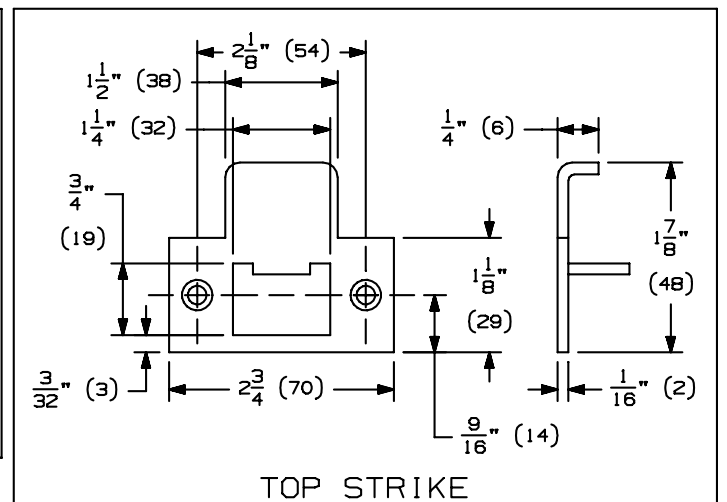 2 1/8" (54)
1 1/2" (38)
1 1/4" (32)
1/4" (6)
3/4"
(19)
1 7/8"
(48)
1 1/8"
(29)
3/32" (3)
2 3/4 (70)
1/16" (2)
9/16" (14)
TOP STRIKE